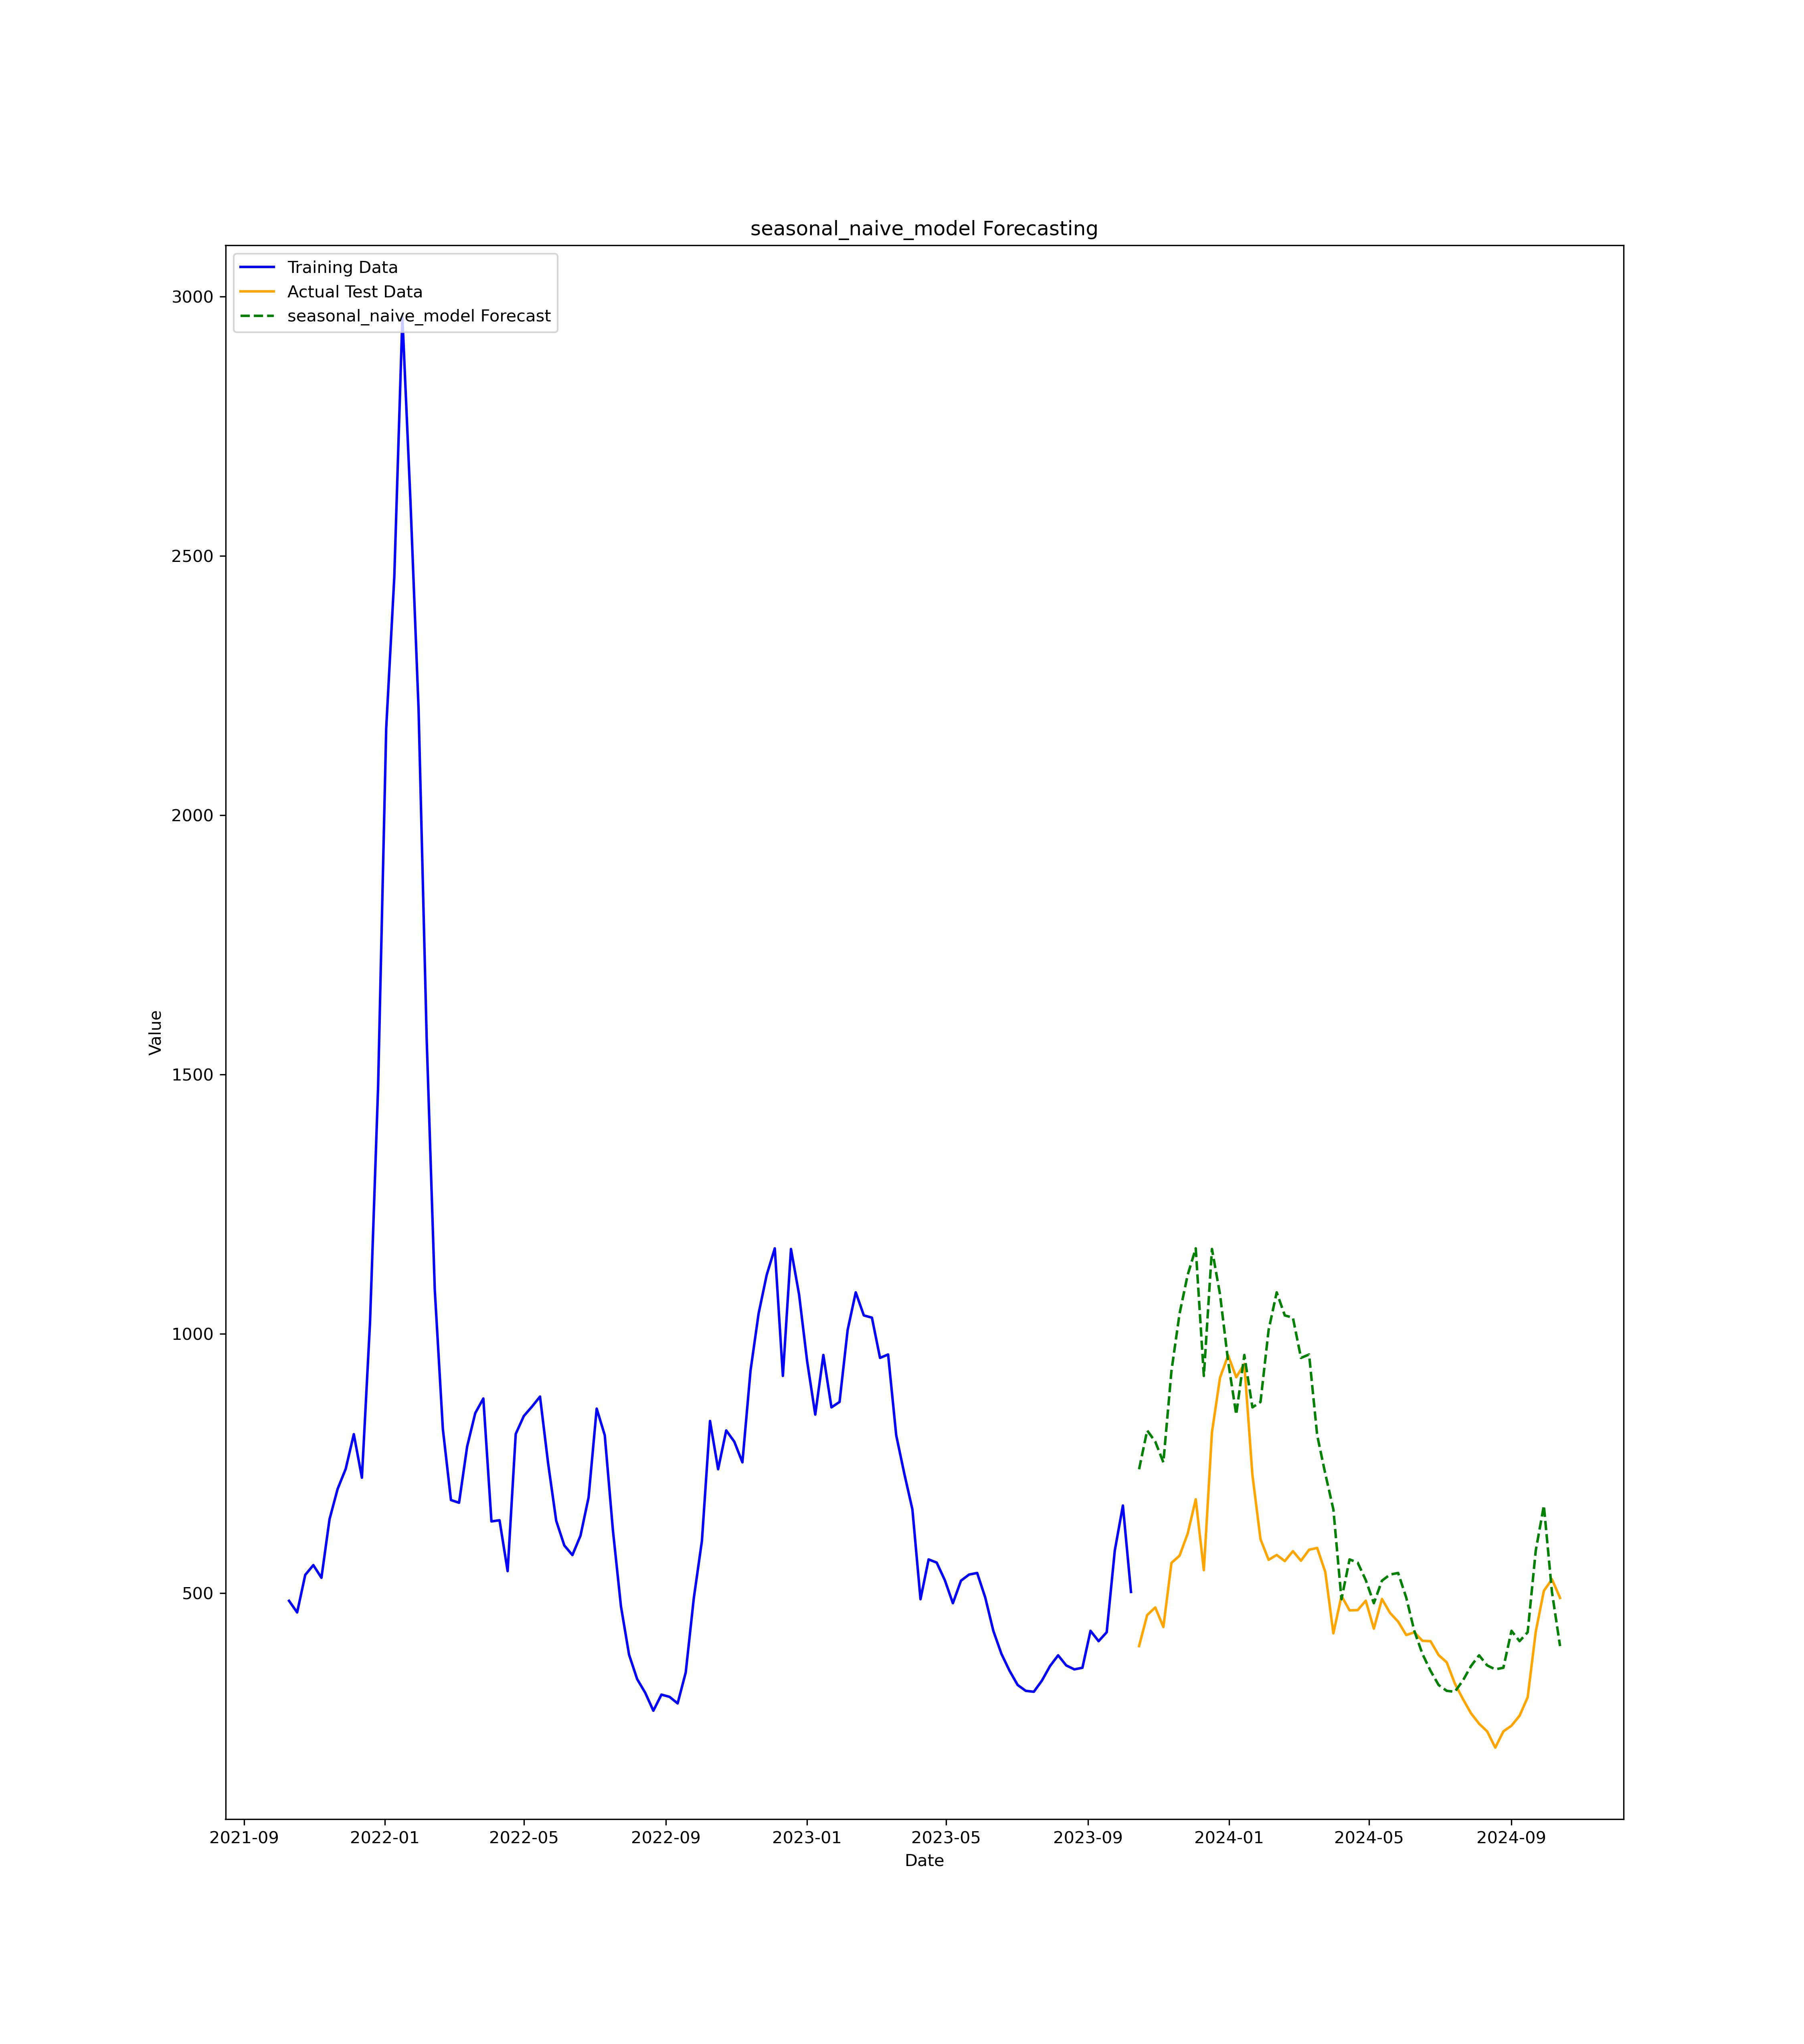 seasonal_naive_model Forecasting
Training Data
Actual Test Data
seasonal_naive_model Forecast
3000
2500
2000
1500
1000
500
Value
2021-09 2022-01 2022-05 2022-09 2023-01 2023-05 2023-09 2024-01 2024-05 2024-09
Date